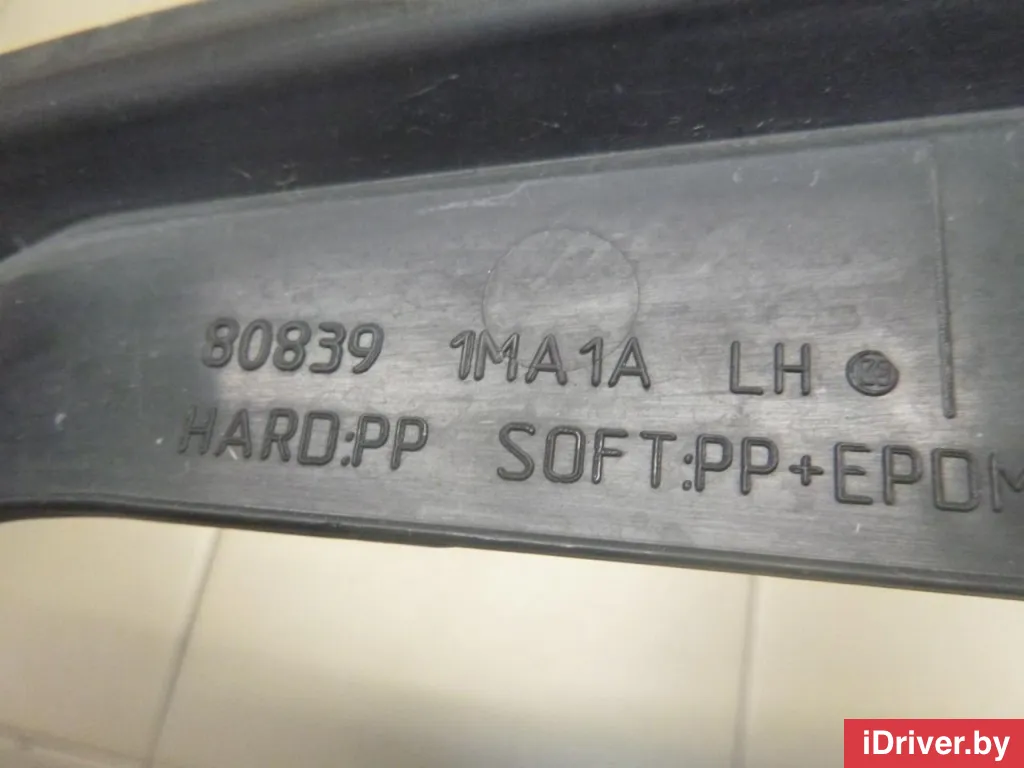 80839 1MA1A LH
HARD:PP SOFT:PP+EPDM
iDriver.by